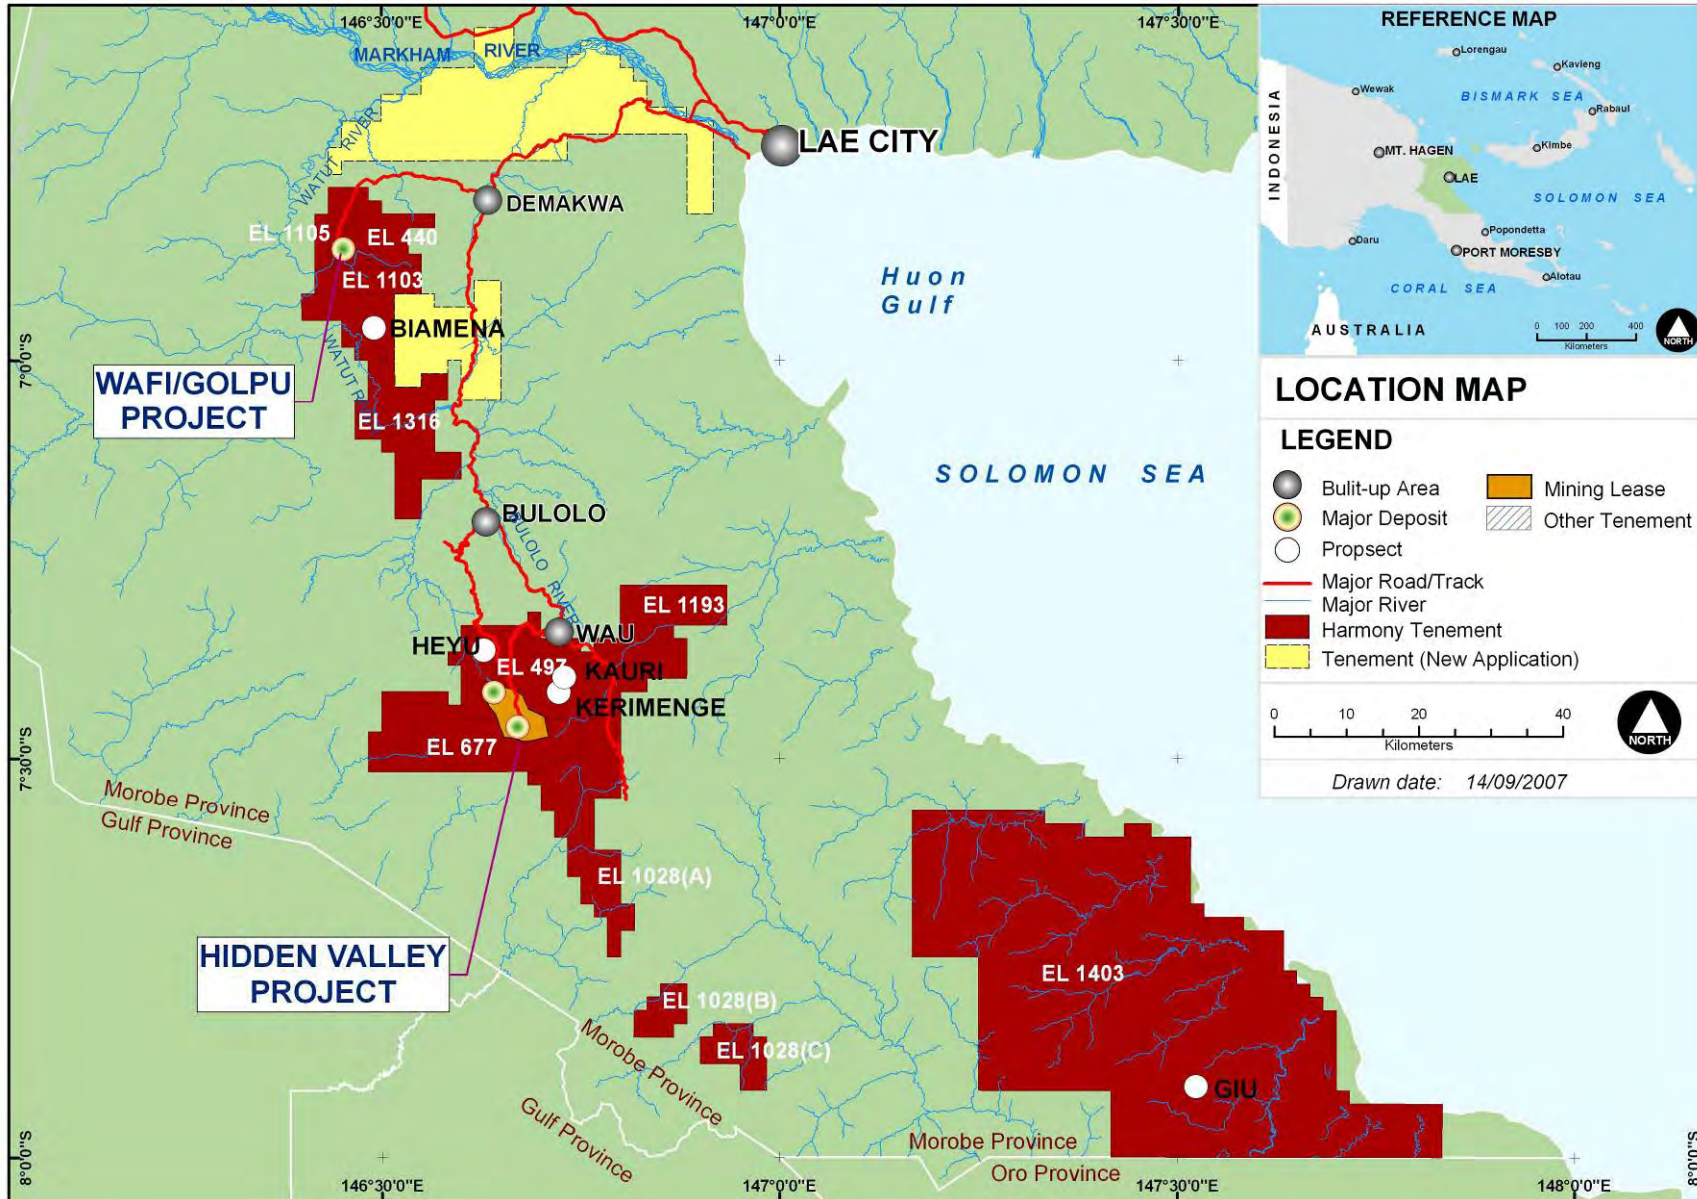 146°30'0"E
147°0'0"E
147°30'0"E
MARKHAM RIVER
WATUT RIVER
LAE CITY
DEMAKWA
EL 1105
EL 440
EL 1103
BIAMENA
Huon
Gulf
7°0'0"S
WATUT R
WAFI/GOLPU
PROJECT
EL 1316
SOLOMON SEA
BULOLO
BULOLO RIVER
EL 1193
WAU
HEYU
EL 497
KAURI
KERIMENGE
EL 677
7°30'0"S
Morobe Province
Gulf Province
EL 1028(A)
HIDDEN VALLEY
PROJECT
EL 1403
EL 1028(B)
EL 1028(C)
Morobe Province
Gulf Province
GIU
Morobe Province
Oro Province
8°0'0"S
8°0'0"S
146°30'0"E
147°0'0"E
147°30'0"E
148°0'0"E
REFERENCE MAP
Lorengau
Kavieng
Wewak
BISMARK SEA
Rabaul
INDONESIA
MT. HAGEN
Kimbe
LAE
SOLOMON SEA
Popondetta
Daru
PORT MORESBY
Alotau
CORAL SEA
AUSTRALIA
0 100 200 400
Kilometers
NORTH
LOCATION MAP
LEGEND
Bulit-up Area
Major Deposit
Propsect
Major Road/Track
Major River
Harmony Tenement
Tenement (New Application)
Mining Lease
Other Tenement
0 10 20 40
Kilometers
NORTH
Drawn date: 14/09/2007